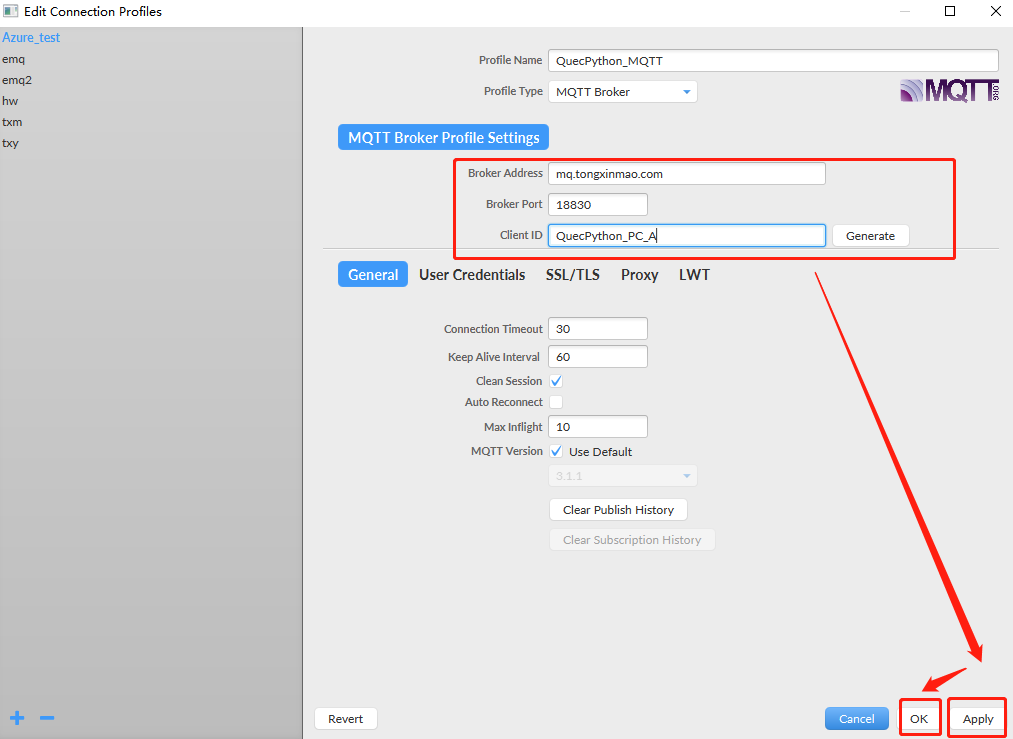 Edit Connection Profiles
Azure_test
emq
emq2
hw
txm
txy
Profile Name QuecPython_MQTT
Profile Type MQTT Broker
MQTT.ORG
MQTT Broker Profile Settings
Broker Address mq.tongxinmao.com
Broker Port 18830
Client ID QuecPython_PC_A Generate
General User Credentials SSL/TLS Proxy LWT
Connection Timeout 30
Keep Alive Interval 60
Clean Session
Auto Reconnect
Max Inflight 10
MQTT Version Use Default
3.1.1
Clear Publish History
Clear Subscription History
Revert Cancel OK Apply